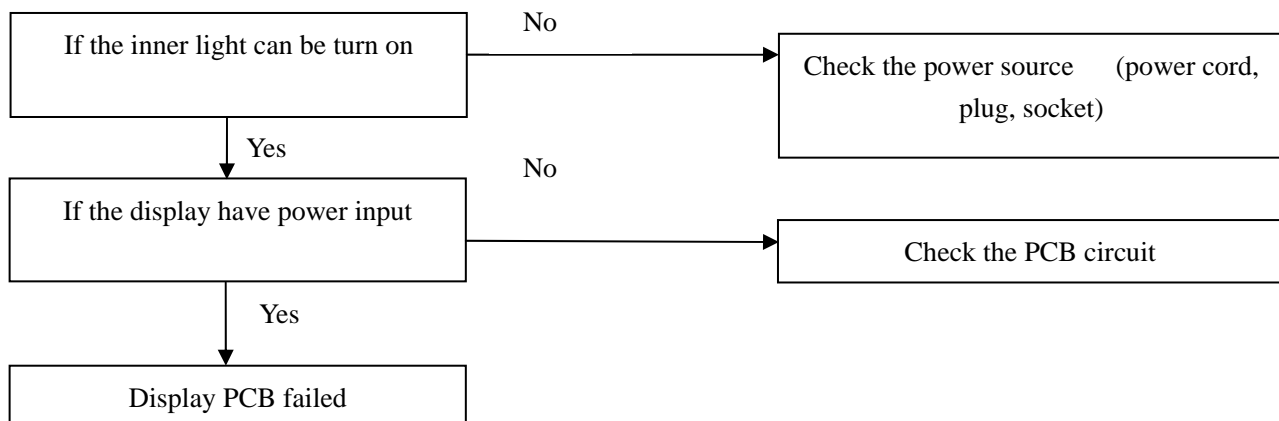 If the inner light can be turn on
No
Check the power source (power cord,
plug, socket)
Yes
If the display have power input
No
Check the PCB circuit
Yes
Display PCB failed